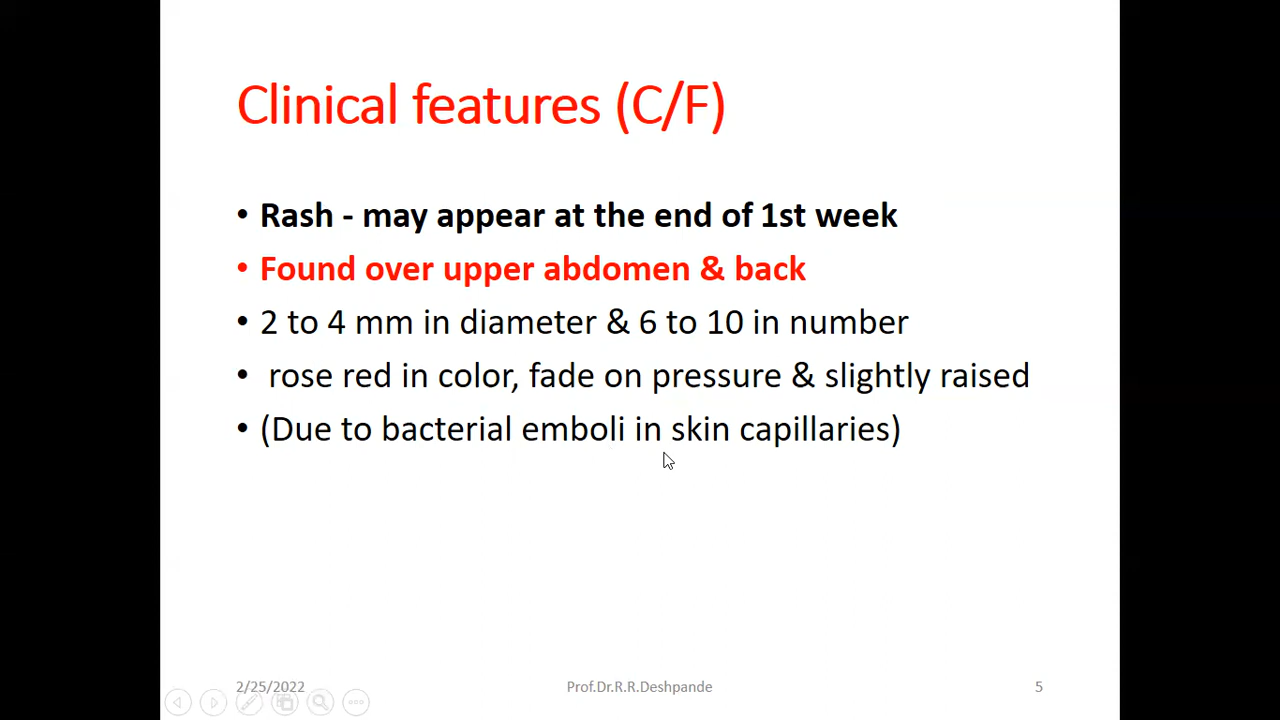 Clinical features (C/F)
• Rash - may appear at the end of 1st week
• Found over upper abdomen & back
• 2 to 4 mm in diameter & 6 to 10 in number
• rose red in color, fade on pressure & slightly raised
• (Due to bacterial emboli in skin capillaries)
2/25/2022 Prof.Dr.R.R.Deshpande 5